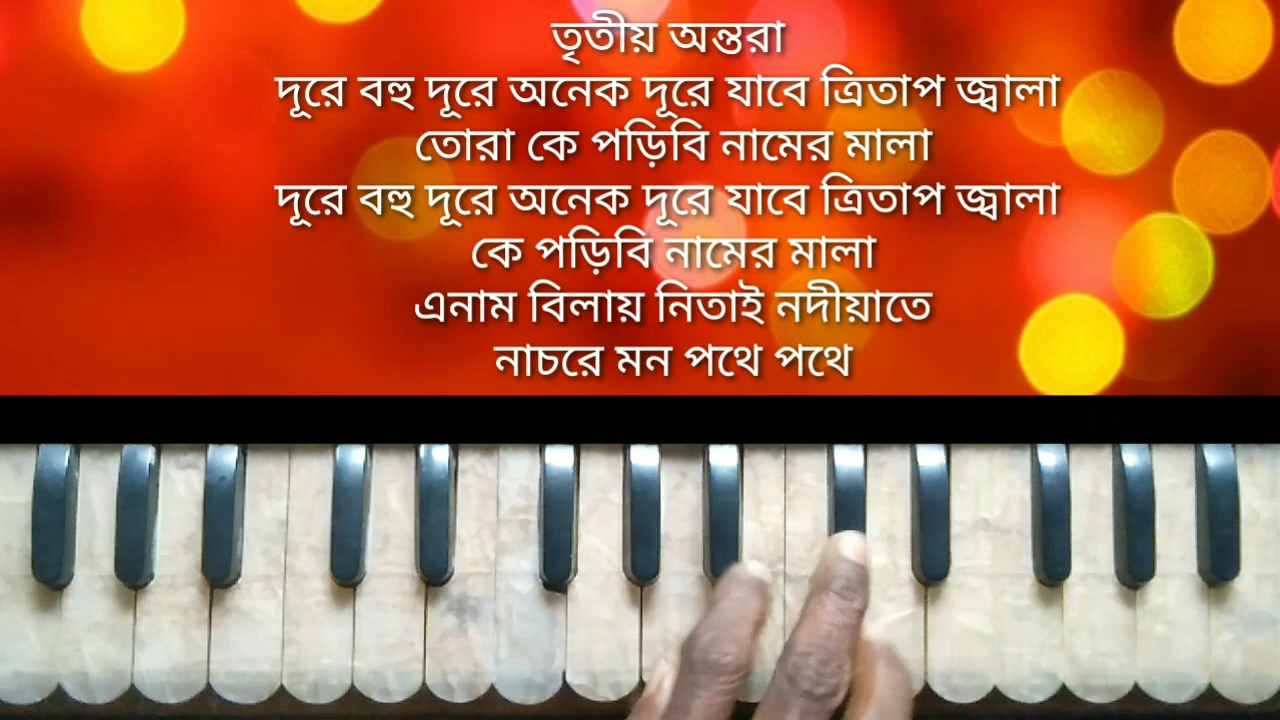 তৃতীয় অন্তরা
দূরে বহু দূরে অনেক দূরে যাবে ত্রিতাপ জ্বালা
তোরা কে পড়িবি নামের মালা
দূরে বহু দূরে অনেক দূরে যাবে ত্রিতাপ জ্বালা
কে পড়িবি নামের মালা
এনাম বিলায় নিতাই নদীয়াতে
নাচরে মন পথে পথে